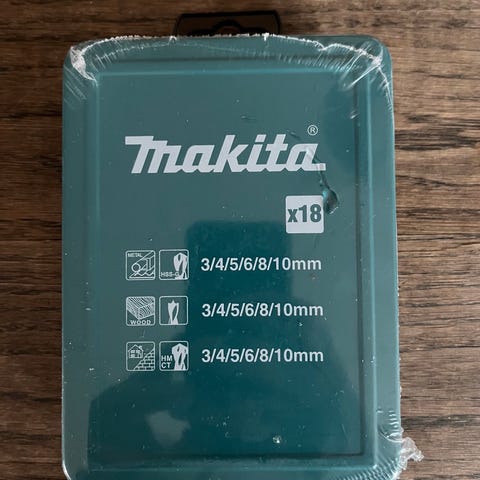 makita®
x18
METAL HSS-G 3/4/5/6/8/10mm
WOOD 3/4/5/6/8/10mm
HM CT 3/4/5/6/8/10mm